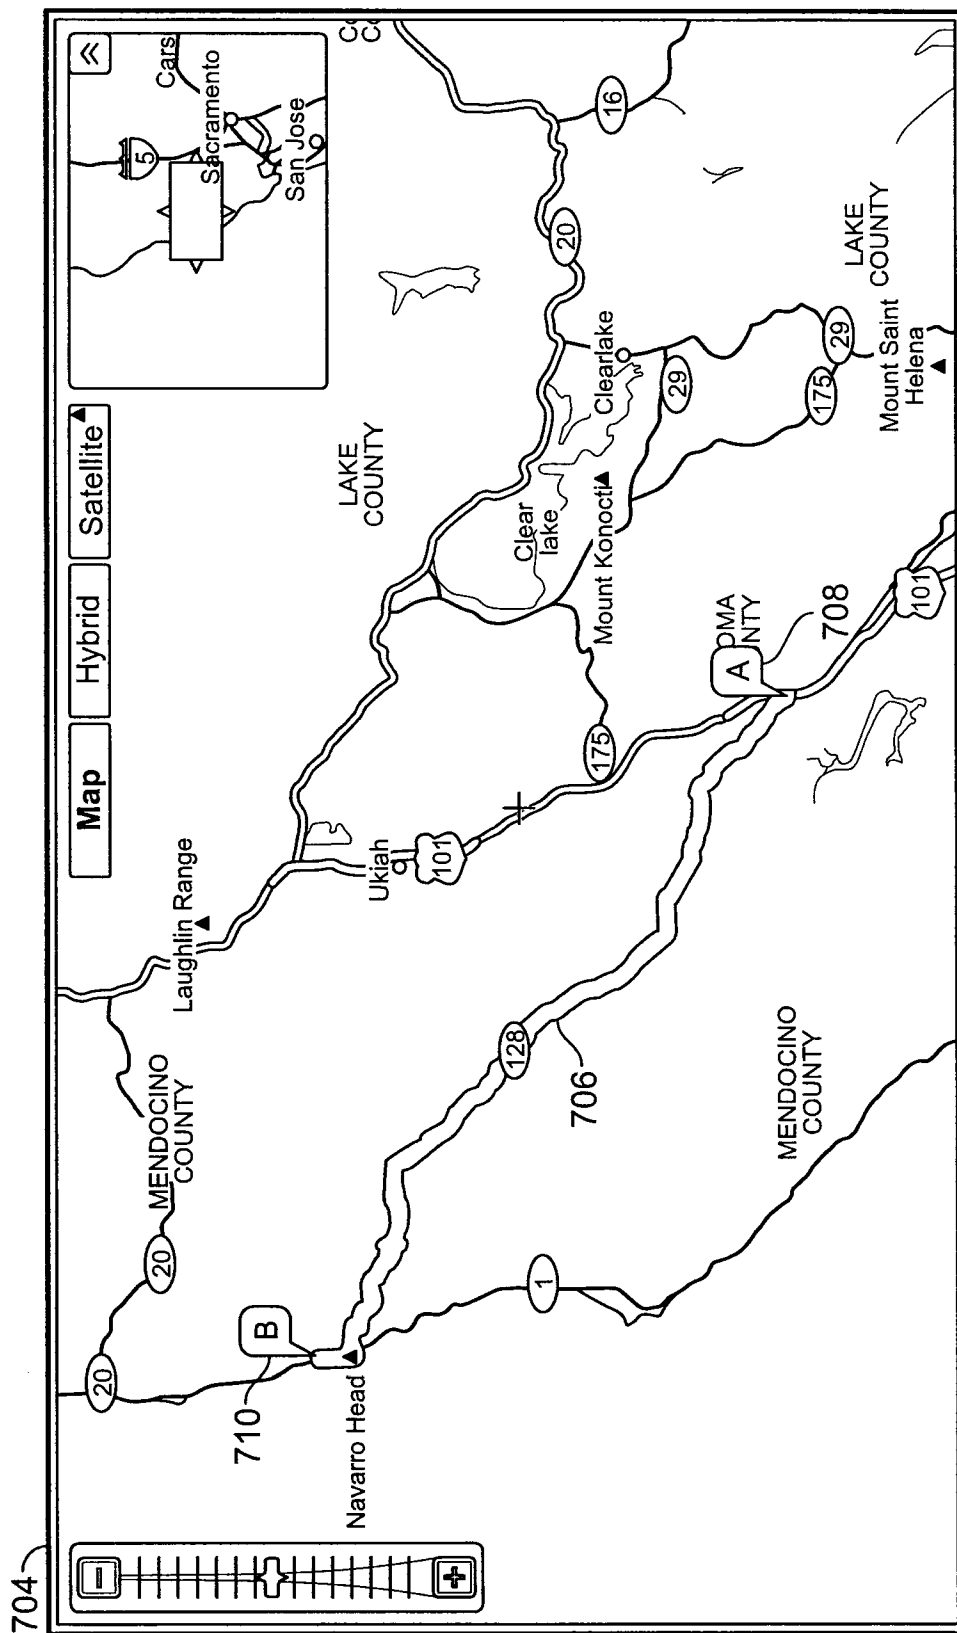 704
Map
Hybrid
Satellite
Cars
Sacramento
5
San Jose
Laughlin Range
MENDOCINO
COUNTY
20
20
LAKE
COUNTY
20
16
710
B
Navarro Head
Ukiah
101
128
706
1
Clear
lake
Clearlake
Mount Konocti
29
175
A
708
175
29
LAKE
COUNTY
Mount Saint
Helena
MENDOCINO
COUNTY
101